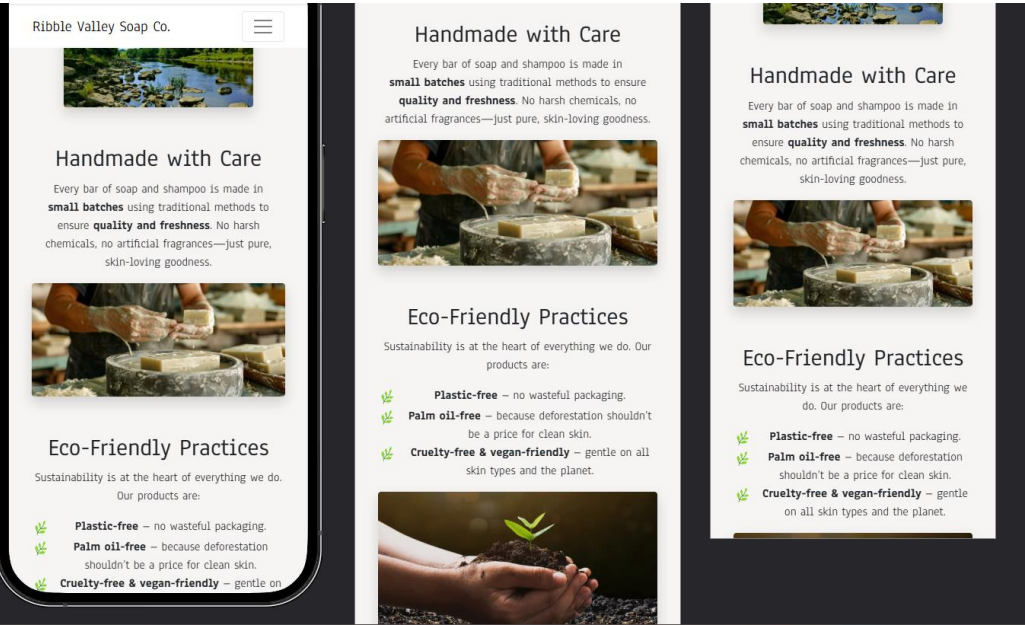 Ribble Valley Soap Co.
Handmade with Care
Every bar of soap and shampoo is made in
small batches using traditional methods to
ensure quality and freshness. No harsh
chemicals, no artificial fragrances—just pure,
skin-loving goodness.
Eco-Friendly Practices
Sustainability is at the heart of everything we do.
Our products are:
Plastic-free – no wasteful packaging.
Palm oil-free – because deforestation
shouldn't be a price for clean skin.
Cruelty-free & vegan-friendly – gentle on
Handmade with Care
Every bar of soap and shampoo is made in
small batches using traditional methods to ensure
quality and freshness. No harsh chemicals, no
artificial fragrances—just pure, skin-loving goodness.
Eco-Friendly Practices
Sustainability is at the heart of everything we do. Our
products are:
Plastic-free – no wasteful packaging.
Palm oil-free – because deforestation shouldn't
be a price for clean skin.
Cruelty-free & vegan-friendly – gentle on all
skin types and the planet.
Handmade with Care
Every bar of soap and shampoo is made in
small batches using traditional methods to
ensure quality and freshness. No harsh
chemicals, no artificial fragrances—just pure,
skin-loving goodness.
Eco-Friendly Practices
Sustainability is at the heart of everything we
do. Our products are:
Plastic-free – no wasteful packaging.
Palm oil-free – because deforestation
shouldn't be a price for clean skin.
Cruelty-free & vegan-friendly – gentle
on all skin types and the planet.